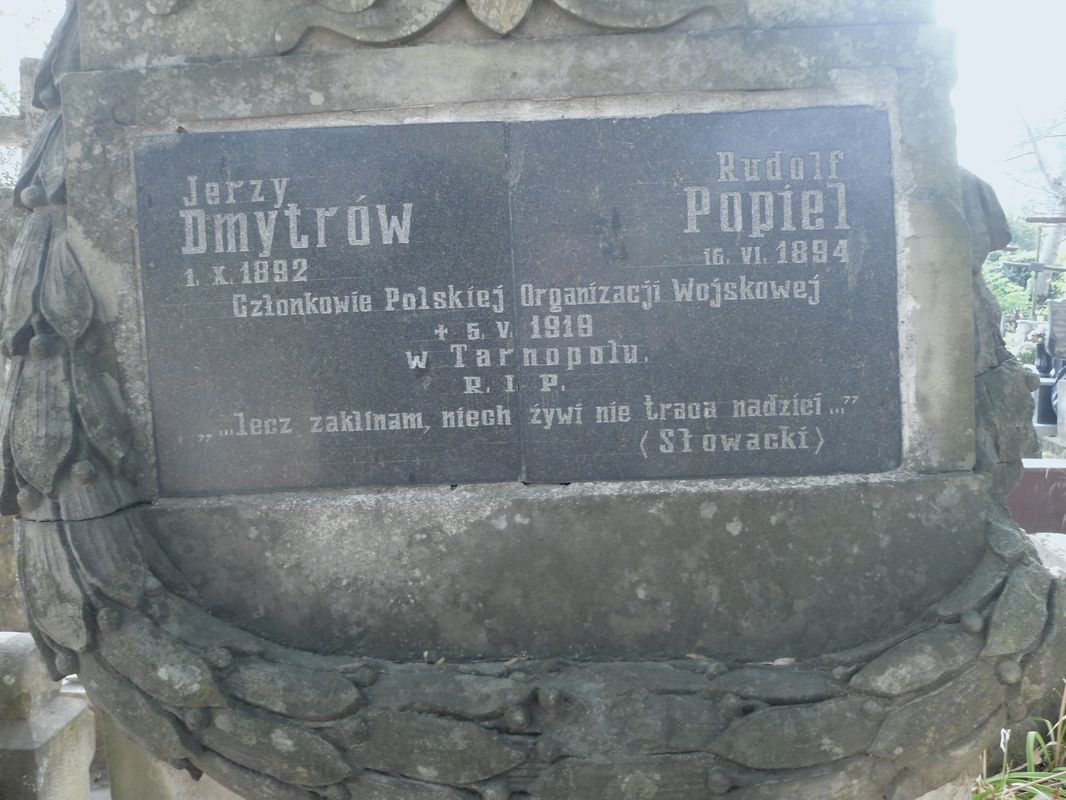 Jerzy
Dmytrów
1. X. 1892
Rudolf
Popiel
16. VI. 1894
Członkowie Polskiej Organizacji Wojskowej
+ 5. V. 1919
w Tarnopolu.
R. I. P.
„...lecz zaklinam, niech żywi nie tracą nadziei..."
(Słowacki)